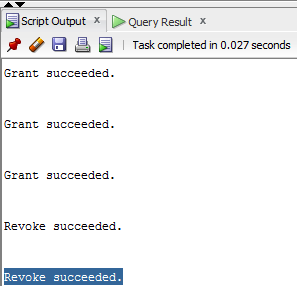 Script Output x Query Result x
Task completed in 0.027 seconds
Grant succeeded.
Grant succeeded.
Grant succeeded.
Revoke succeeded.
Revoke succeeded.